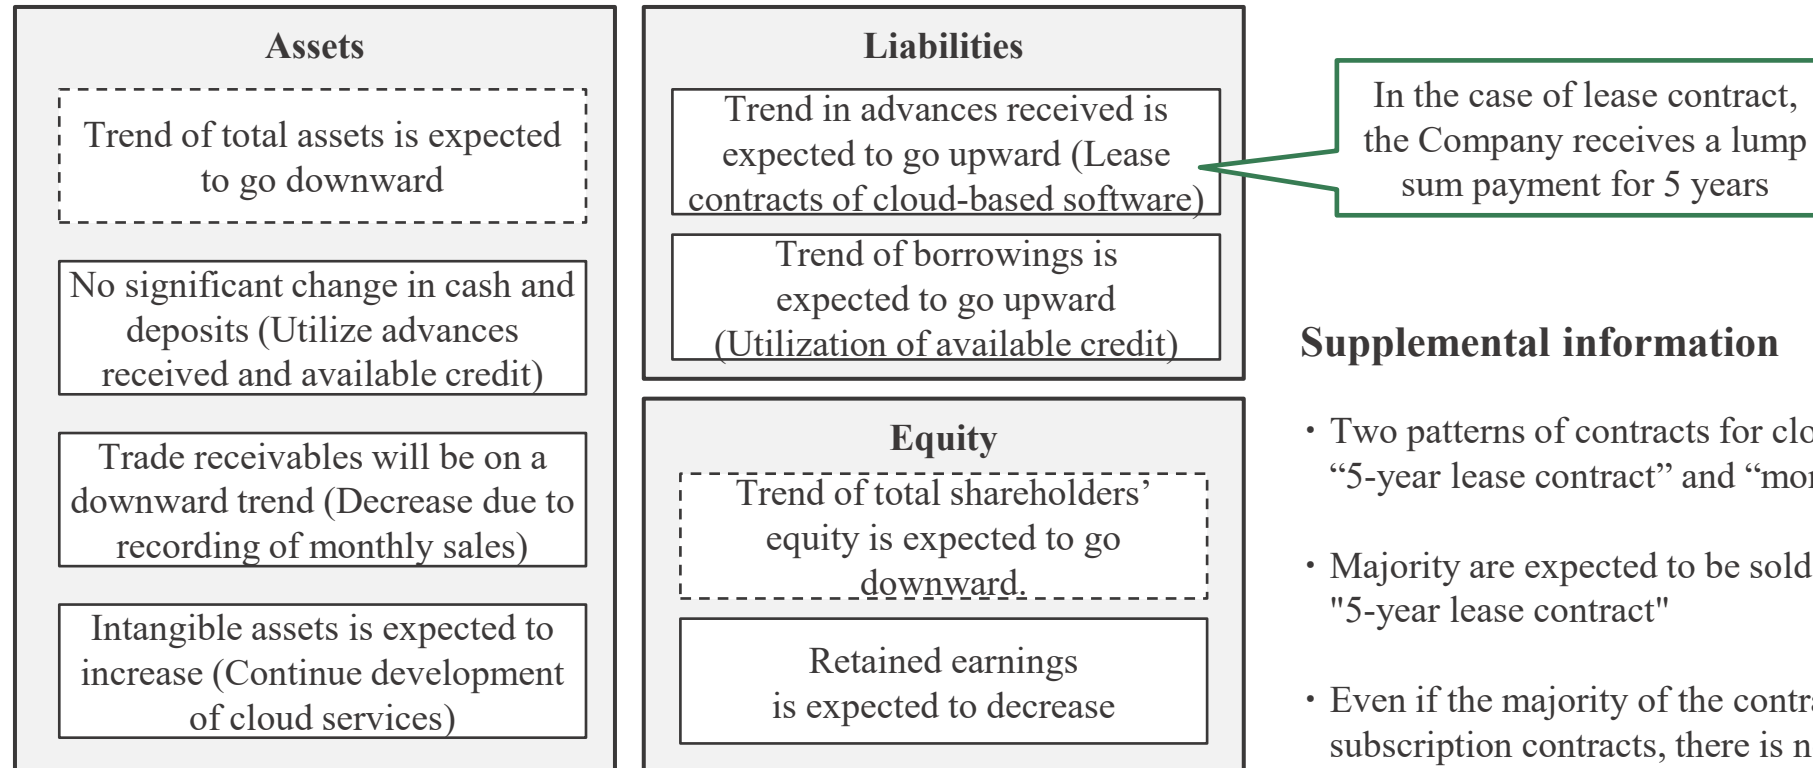 Assets
Trend of total assets is expected
to go downward
No significant change in cash and
deposits (Utilize advances
received and available credit)
Trade receivables will be on a
downward trend (Decrease due to
recording of monthly sales)
Intangible assets is expected to
increase (Continue development
of cloud services)
Liabilities
Trend in advances received is
expected to go upward (Lease
contracts of cloud-based software)
Trend of borrowings is
expected to go upward
(Utilization of available credit)
Equity
Trend of total shareholders’
equity is expected to go
downward.
Retained earnings
is expected to decrease
In the case of lease contract,
the Company receives a lump
sum payment for 5 years
Supplemental information
・Two patterns of contracts for
“5-year lease contract” and
・Majority are expected to be sold
"5-year lease contract"
・Even if the majority of the
subscription contracts, there is